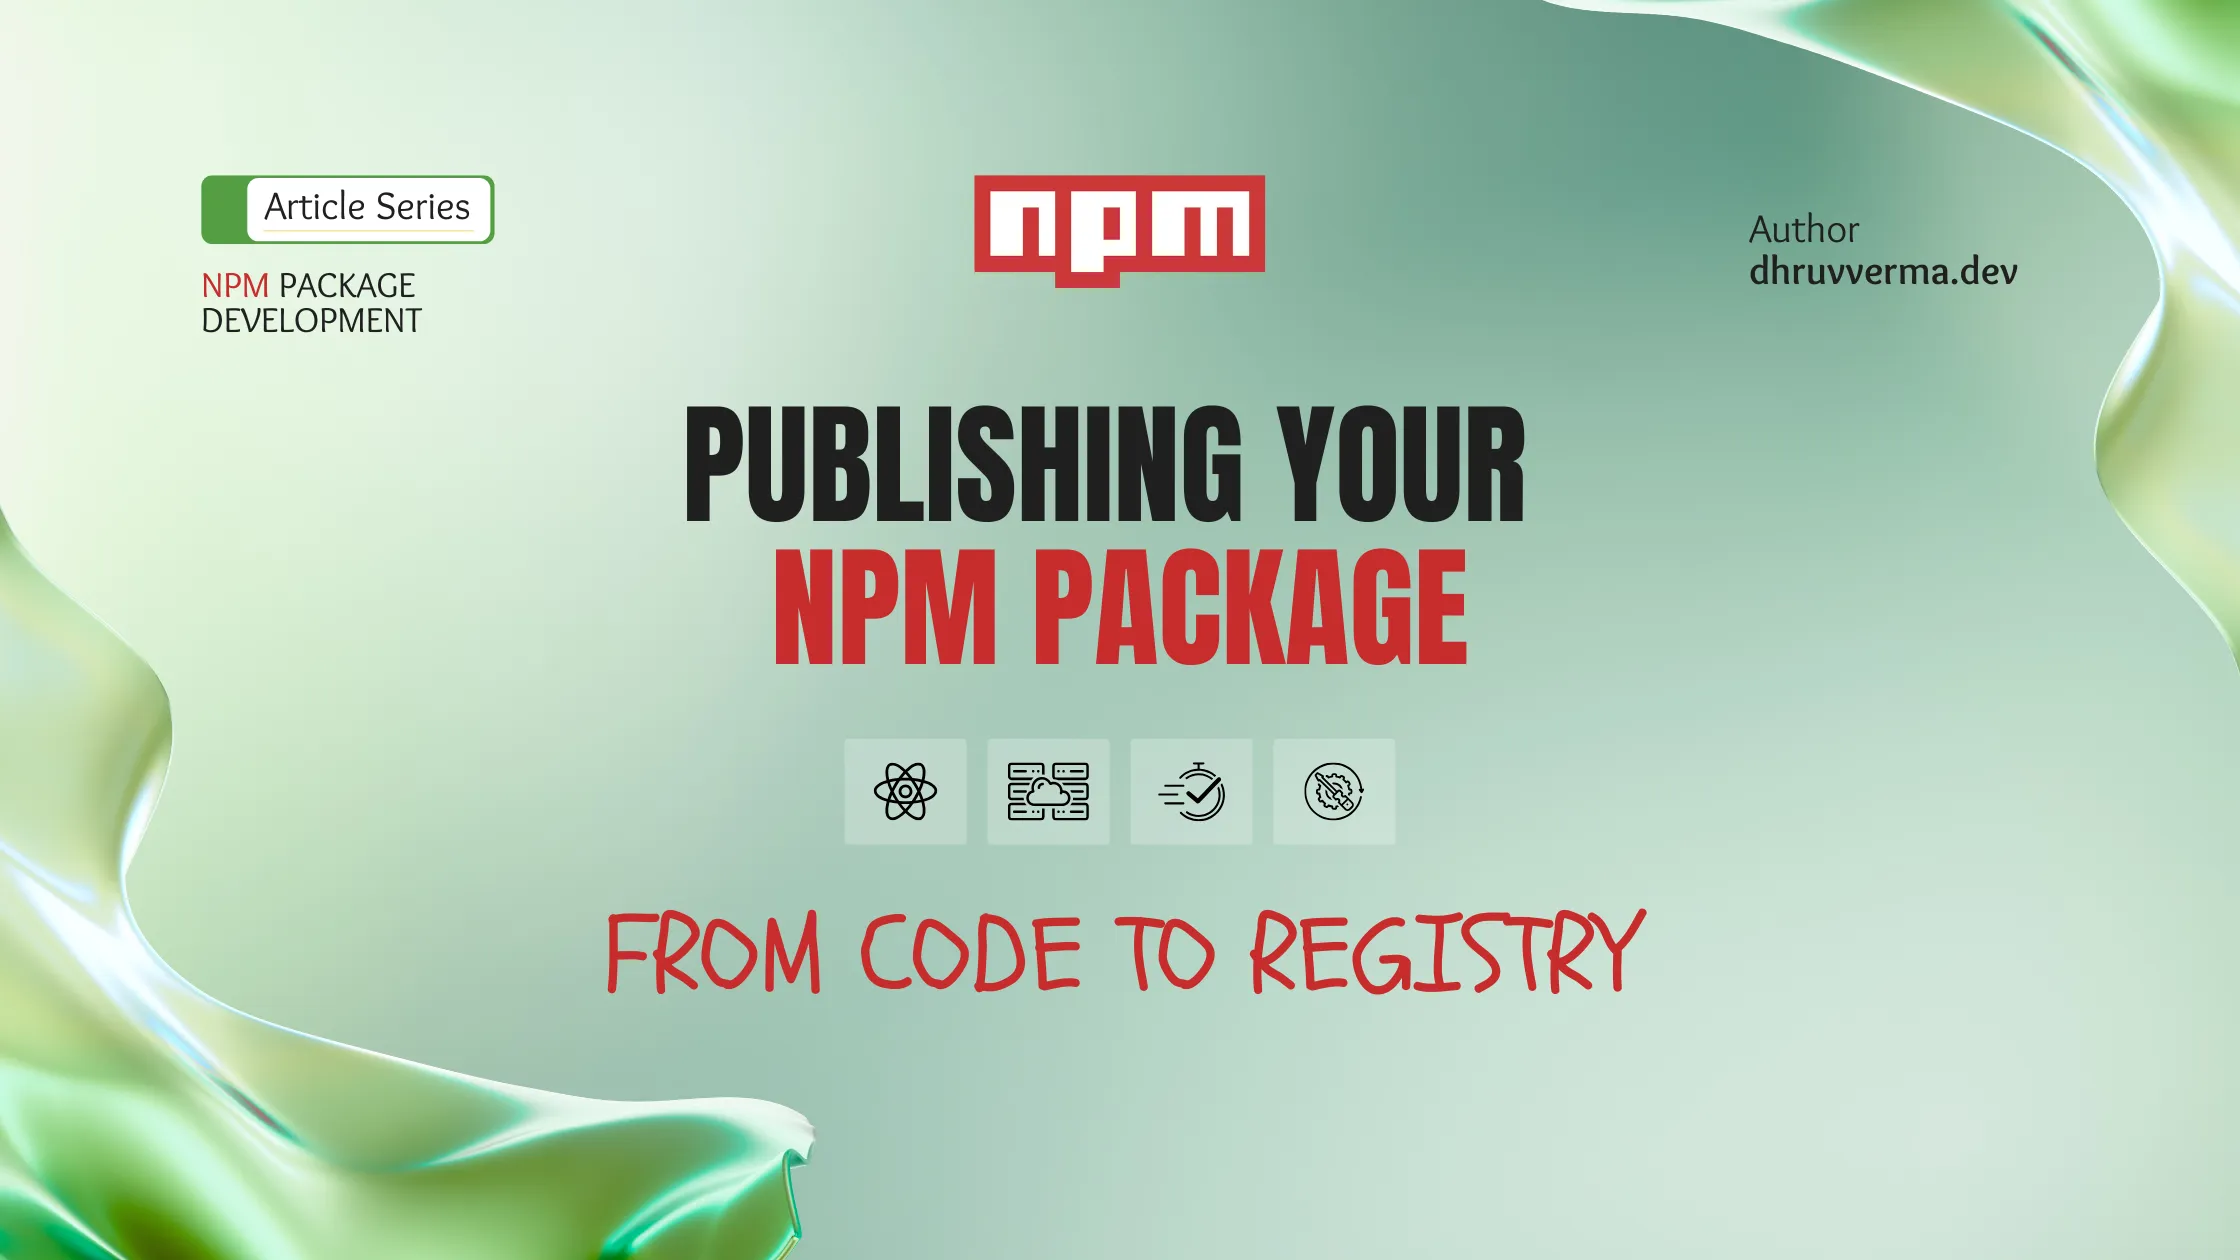 Article Series
NPM PACKAGE
DEVELOPMENT
npm
Author
dhruvverma.dev
PUBLISHING YOUR
NPM PACKAGE
FROM CODE TO REGISTRY